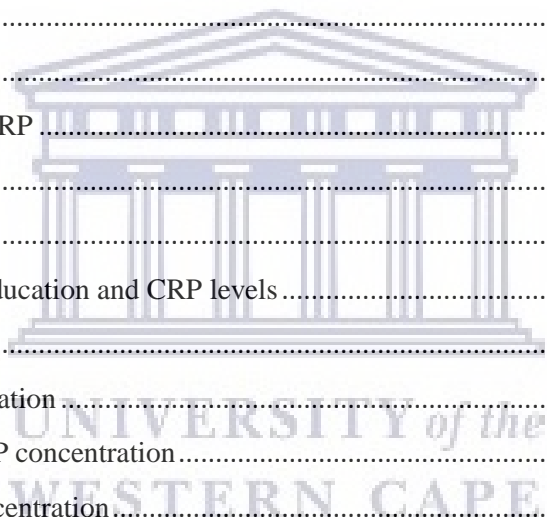 ................................................................
................................................................
RP................................................................
................................................................
................................................................
ducation and CRP levels................................
................................................................
ation................................................................
UNIVERSITY of the
P concentration................................................
centration................................................
WESTERN CAPE